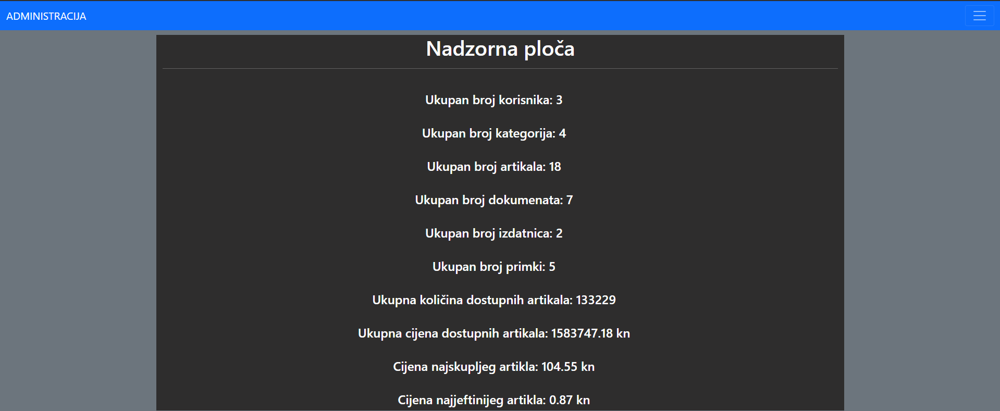 ADMINISTRACIJA
Nadzorna ploča
Ukupan broj korisnika: 3
Ukupan broj kategorija: 4
Ukupan broj artikala: 18
Ukupan broj dokumenata: 7
Ukupan broj izdatnica: 2
Ukupan broj primki: 5
Ukupna količina dostupnih artikala: 133229
Ukupna cijena dostupnih artikala: 1583747.18 kn
Cijena najskupljeg artikla: 104.55 kn
Cijena najjeftinijeg artikla: 0.87 kn